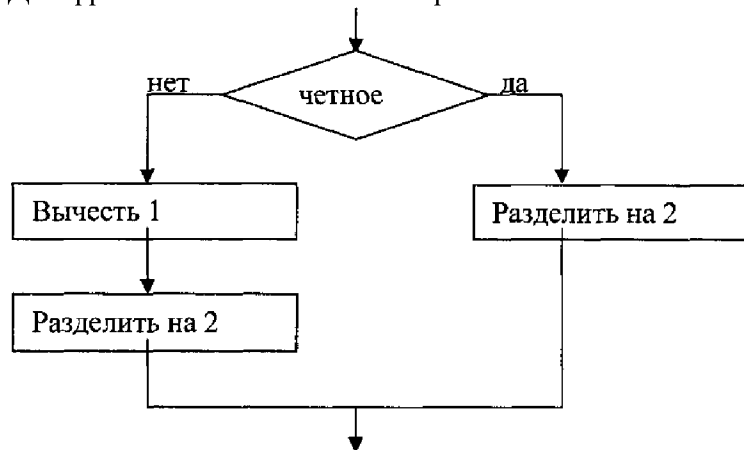 нет
четное
да
Вычесть 1
Разделить на 2
Разделить на 2